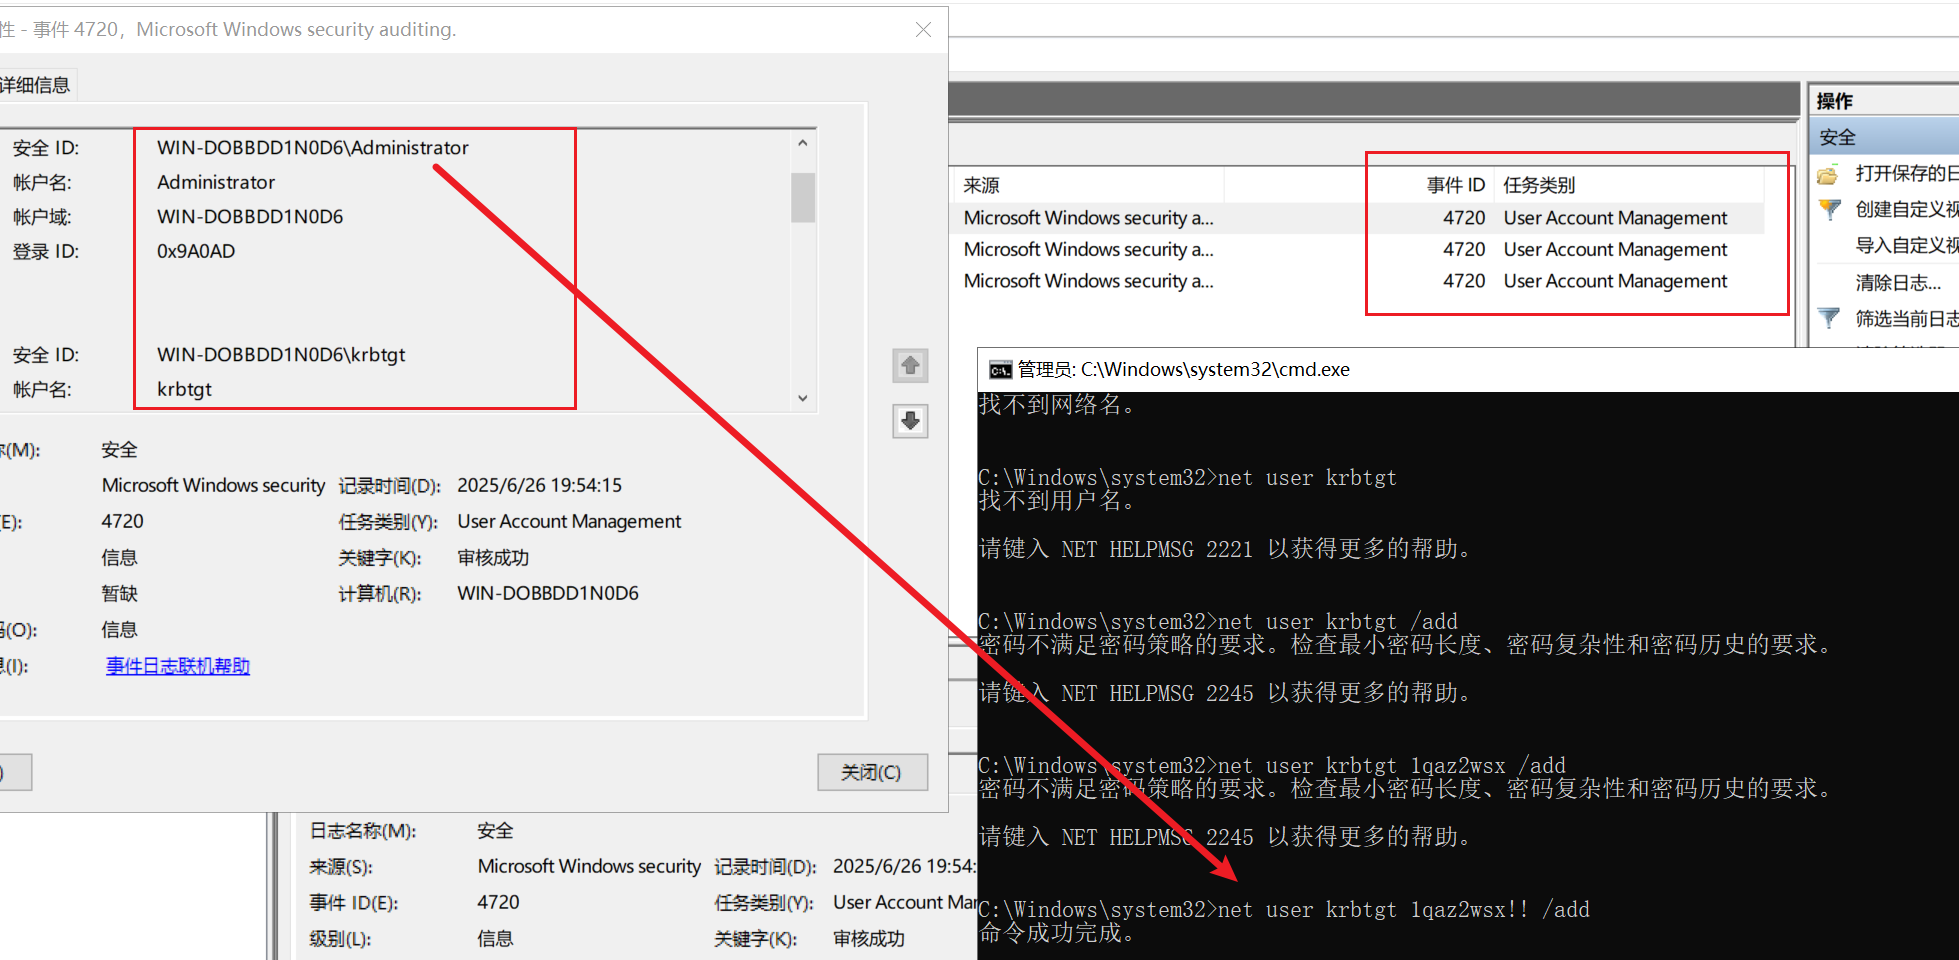 性 - 事件 4720，Microsoft Windows security auditing.
详细信息
安全 ID: WIN-DOBBDD1N0D6\Administrator
帐户名: Administrator
帐户域: WIN-DOBBDD1N0D6
登录 ID: 0x9A0AD
安全 ID: WIN-DOBBDD1N0D6\krbtgt
帐户名: krbtgt
称(M): 安全
Microsoft Windows security 记录时间(D): 2025/6/26 19:54:15
(E): 4720 任务类别(Y): User Account Management
信息 关键字(K): 审核成功
暂缺 计算机(R): WIN-DOBBDD1N0D6
码(O): 信息
息(I): 事件日志联机帮助
) 关闭(C)
来源 事件 ID 任务类别
Microsoft Windows security a... 4720 User Account Management
Microsoft Windows security a... 4720 User Account Management
Microsoft Windows security a... 4720 User Account Management
操作
安全
打开保存的日
创建自定义视
导入自定义视
清除日志...
筛选当前日志
日志名称(M): 安全
来源(S): Microsoft Windows security 记录时间(D): 2025/6/26 19:54:
事件 ID(E): 4720 任务类别(Y): User Account Mar
级别(L): 信息 关键字(K): 审核成功
管理员: C:\Windows\system32\cmd.exe
找不到网络名。
C:\Windows\system32>net user krbtgt
找不到用户名。
请键入 NET HELPMSG 2221 以获得更多的帮助。
C:\Windows\system32>net user krbtgt /add
密码不满足密码策略的要求。检查最小密码长度、密码复杂性和密码历史的要求。
请键入 NET HELPMSG 2245 以获得更多的帮助。
C:\Windows\system32>net user krbtgt 1qaz2wsx /add
密码不满足密码策略的要求。检查最小密码长度、密码复杂性和密码历史的要求。
请键入 NET HELPMSG 2245 以获得更多的帮助。
C:\Windows\system32>net user krbtgt 1qaz2wsx!! /add
命令成功完成。